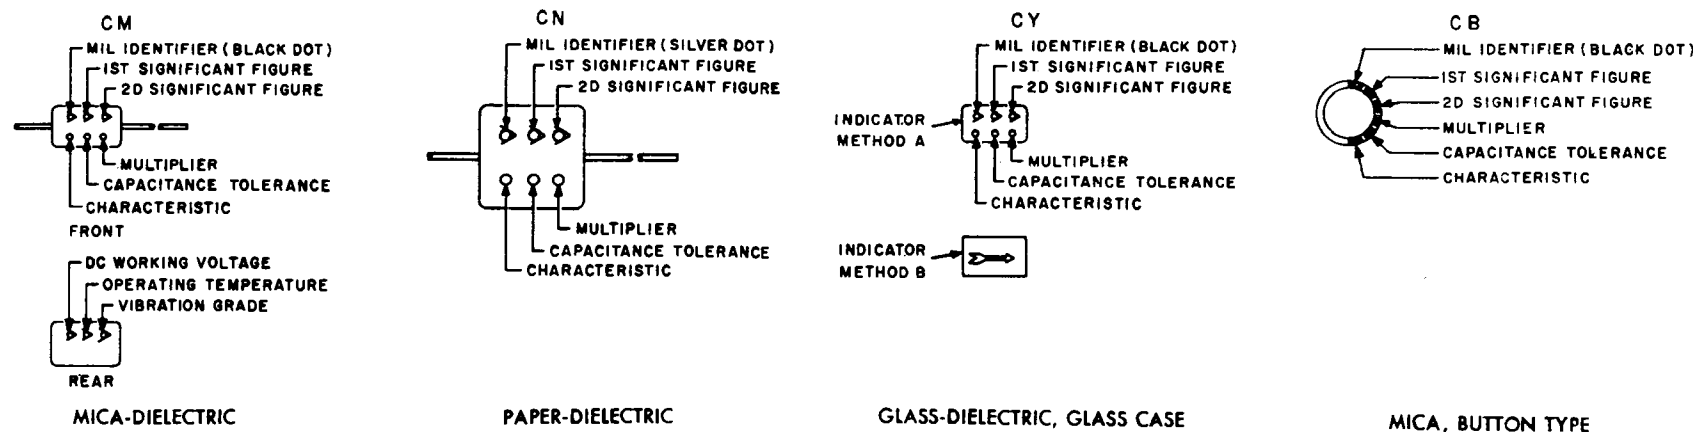 CM
MIL IDENTIFIER (BLACK DOT)
1ST SIGNIFICANT FIGURE
2D SIGNIFICANT FIGURE
MULTIPLIER
CAPACITANCE TOLERANCE
CHARACTERISTIC
FRONT
DC WORKING VOLTAGE
OPERATING TEMPERATURE
VIBRATION GRADE
REAR
MICA-DIELECTRIC
CN
MIL IDENTIFIER (SILVER DOT)
1ST SIGNIFICANT FIGURE
2D SIGNIFICANT FIGURE
MULTIPLIER
CAPACITANCE TOLERANCE
CHARACTERISTIC
PAPER-DIELECTRIC
CY
MIL IDENTIFIER (BLACK DOT)
1ST SIGNIFICANT FIGURE
2D SIGNIFICANT FIGURE
INDICATOR
METHOD A
MULTIPLIER
CAPACITANCE TOLERANCE
CHARACTERISTIC
INDICATOR
METHOD B
GLASS-DIELECTRIC, GLASS CASE
CB
MIL IDENTIFIER (BLACK DOT)
1ST SIGNIFICANT FIGURE
2D SIGNIFICANT FIGURE
MULTIPLIER
CAPACITANCE TOLERANCE
CHARACTERISTIC
MICA, BUTTON TYPE